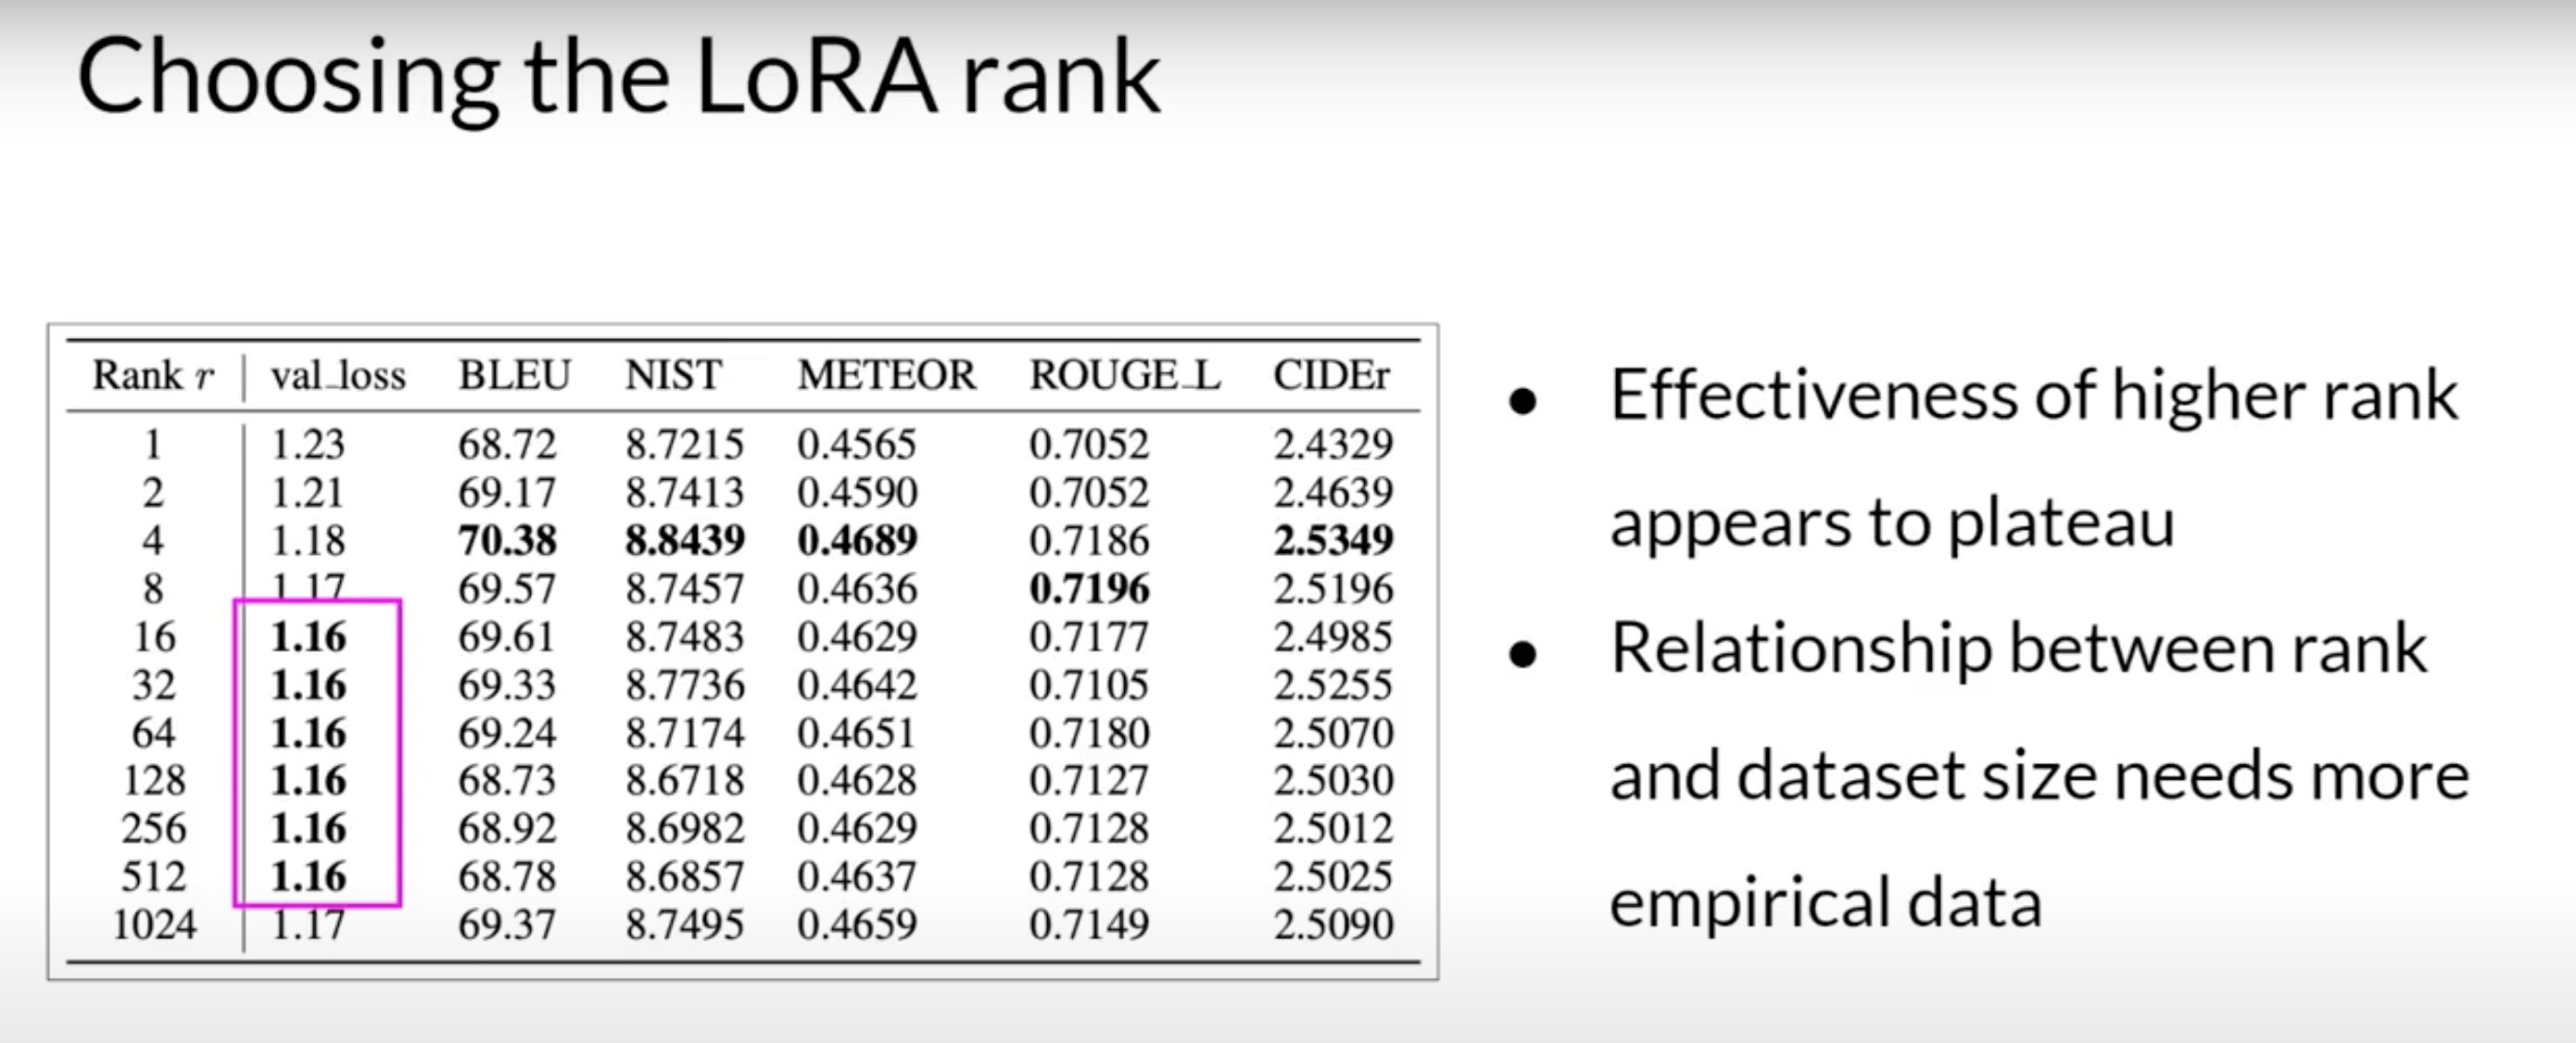 Choosing the LoRA rank
Rank r val_loss BLEU NIST METEOR ROUGE_L CIDEr
1 1.23 68.72 8.7215 0.4565 0.7052 2.4329
2 1.21 69.17 8.7413 0.4590 0.7052 2.4639
4 1.18 70.38 8.8439 0.4689 0.7186 2.5349
8 1.17 69.57 8.7457 0.4636 0.7196 2.5196
16 1.16 69.61 8.7483 0.4629 0.7177 2.4985
32 1.16 69.33 8.7736 0.4642 0.7105 2.5255
64 1.16 69.24 8.7174 0.4651 0.7180 2.5070
128 1.16 68.73 8.6718 0.4628 0.7127 2.5030
256 1.16 68.92 8.6982 0.4629 0.7128 2.5012
512 1.16 68.78 8.6857 0.4637 0.7128 2.5025
1024 1.17 69.37 8.7495 0.4659 0.7149 2.5090
● Effectiveness of higher rank
appears to plateau
● Relationship between rank
and dataset size needs more
empirical data